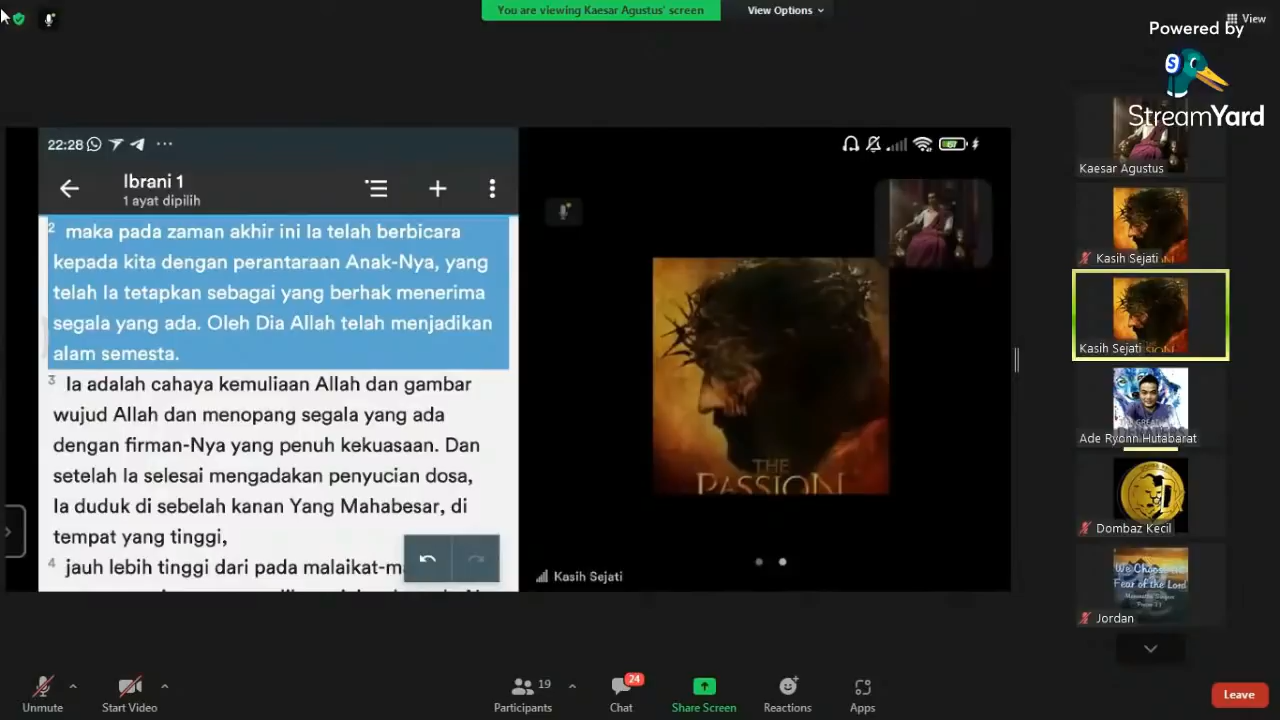 You are viewing Kaesar Agustus' screen
View Options
View
Powered by
S
StreamYard
22:28
Ibrani 1
1 ayat dipilih
2 maka pada zaman akhir ini Ia telah berbicara
kepada kita dengan perantaraan Anak-Nya, yang
telah Ia tetapkan sebagai yang berhak menerima
segala yang ada. Oleh Dia Allah telah menjadikan
alam semesta.
3 Ia adalah cahaya kemuliaan Allah dan gambar
wujud Allah dan menopang segala yang ada
dengan firman-Nya yang penuh kekuasaan. Dan
setelah Ia selesai mengadakan penyucian dosa,
Ia duduk di sebelah kanan Yang Mahabesar, di
tempat yang tinggi,
4 jauh lebih tinggi dari pada malaikat-m
THE
PASSION
Kasih Sejati
Kaesar Agustus
Kasih Sejati
Kasih Sejati
Ade Ryonn Hutabarat
Dombaz Kecil
We Choose
Fear of the Lord
Jordan
Unmute
Start Video
19
Participants
24
Chat
Share Screen
Reactions
Apps
Leave